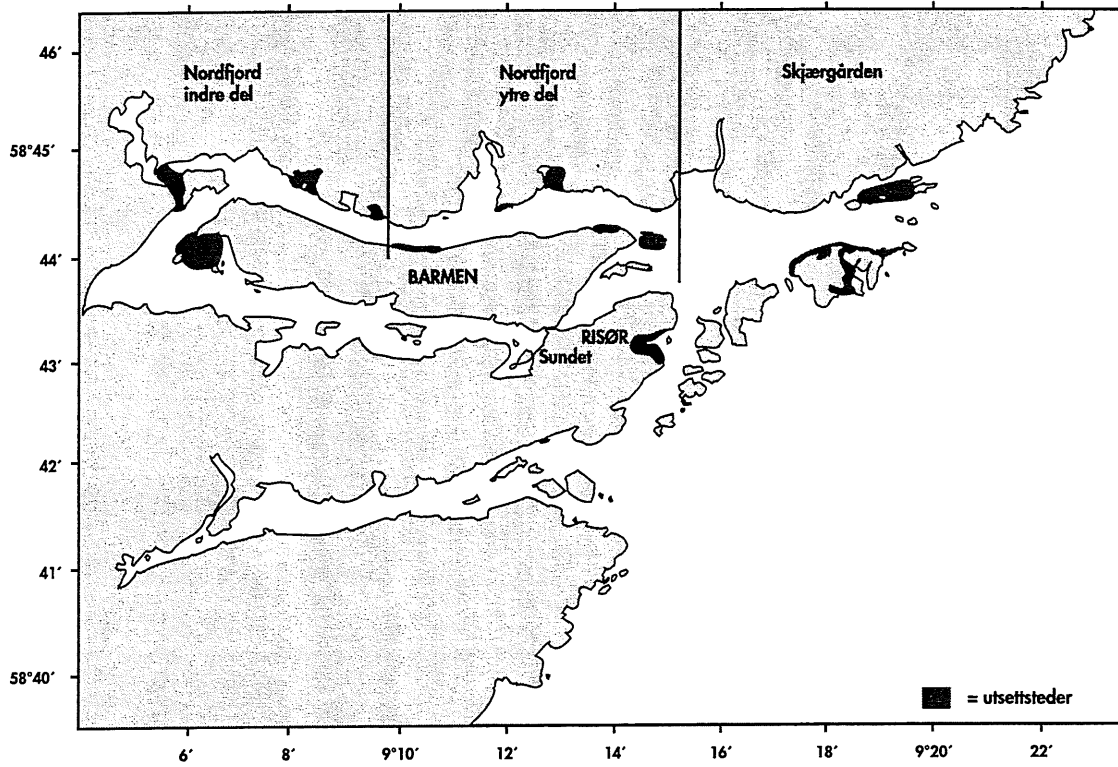 46′
Nordfjord
indre del
Nordfjord
ytre del
Skjærgården
58°45′
44′
BARMEN
RISØR
Sundet
43′
42′
41′
58°40′
= utsettsteder
6′
8′
9°10′
12′
14′
16′
18′
9°20′
22′